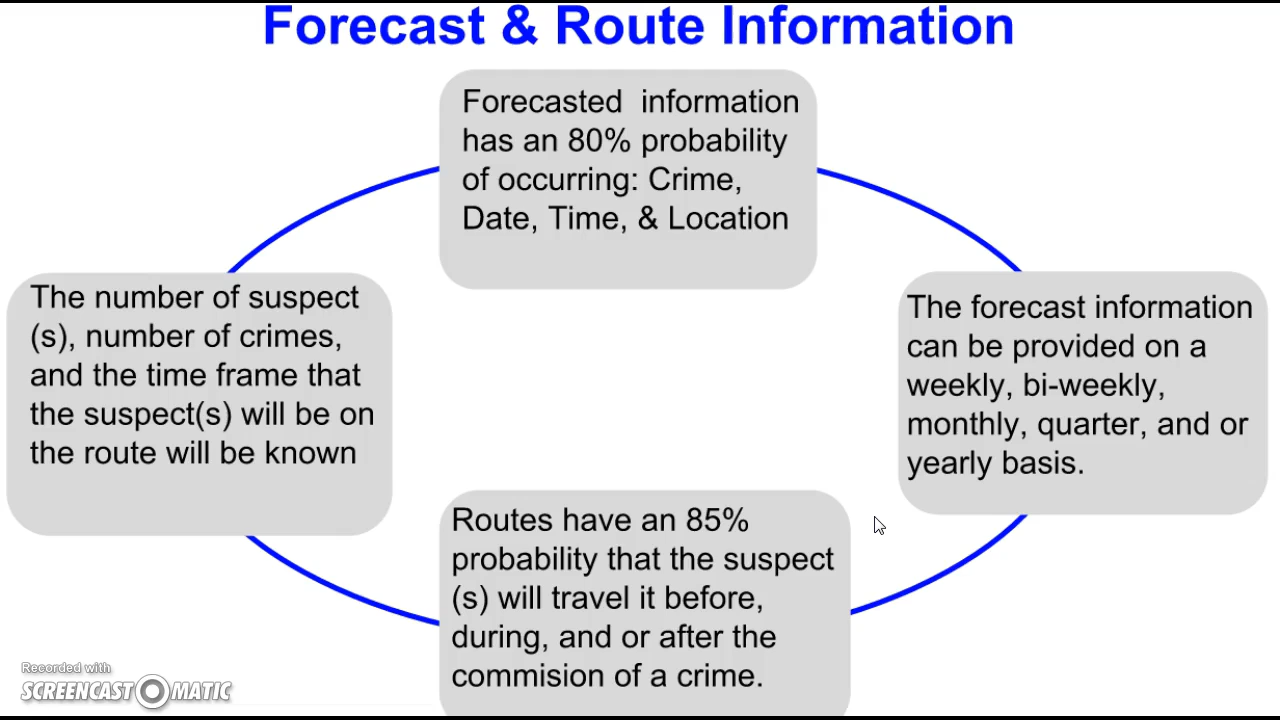 Forecast & Route Information
Forecasted information
has an 80% probability
of occurring: Crime,
Date, Time, & Location
The number of suspect
(s), number of crimes,
and the time frame that
the suspect(s) will be on
the route will be known
The forecast information
can be provided on a
weekly, bi-weekly,
monthly, quarter, and or
yearly basis.
Routes have an 85%
probability that the suspect
(s) will travel it before,
during, and or after the
commision of a crime.
Recorded with
SCREENCAST MATIC